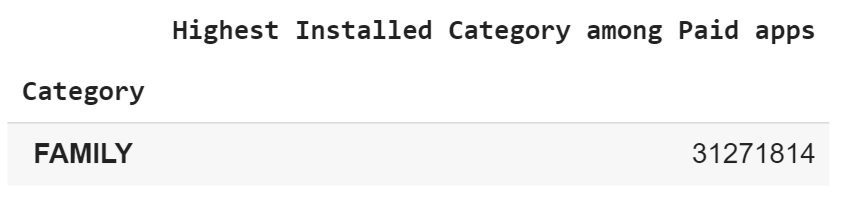 Highest Installed Category among Paid apps
Category
FAMILY 31271814